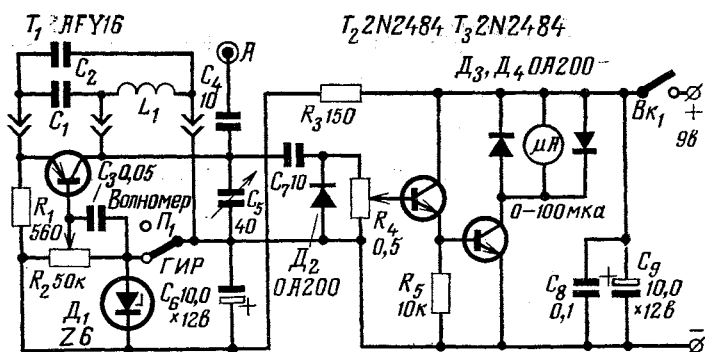 T₁ AFY16
T₂ 2N2484 T₃ 2N2484
C₂
C₁
L₁
C₄
10
А
R₃ 150
Д₃, Д₄ ОА200
Вк₁
+
9в
μА
0-100мка
C₃ 0,05
Волномер
П₁
ГИР
R₁
560
R₂ 50к
Д₁
Z6
C₅
40
C₆ 10,0
×12в
+
C₇ 10
Д₂
ОА200
R₄
0,5
R₅
10к
C₈
0,1
+
C₉
10,0
×12в
−